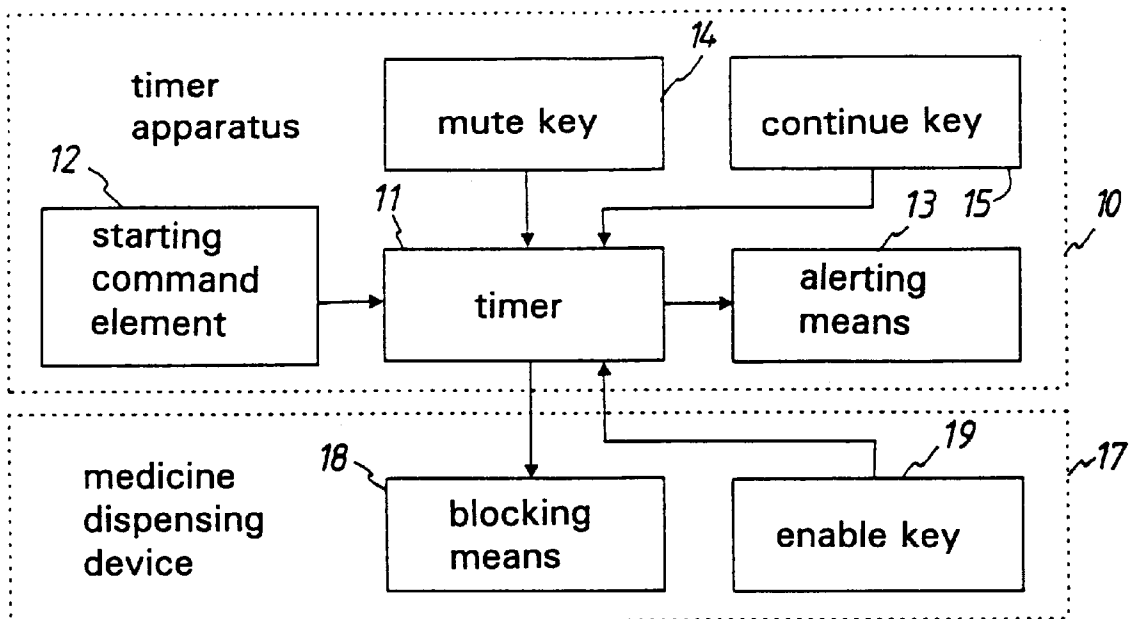 14
timer
apparatus
mute key
continue key
12
11
13
15
10
starting
command
element
timer
alerting
means
18
19
17
medicine
dispensing
device
blocking
means
enable key